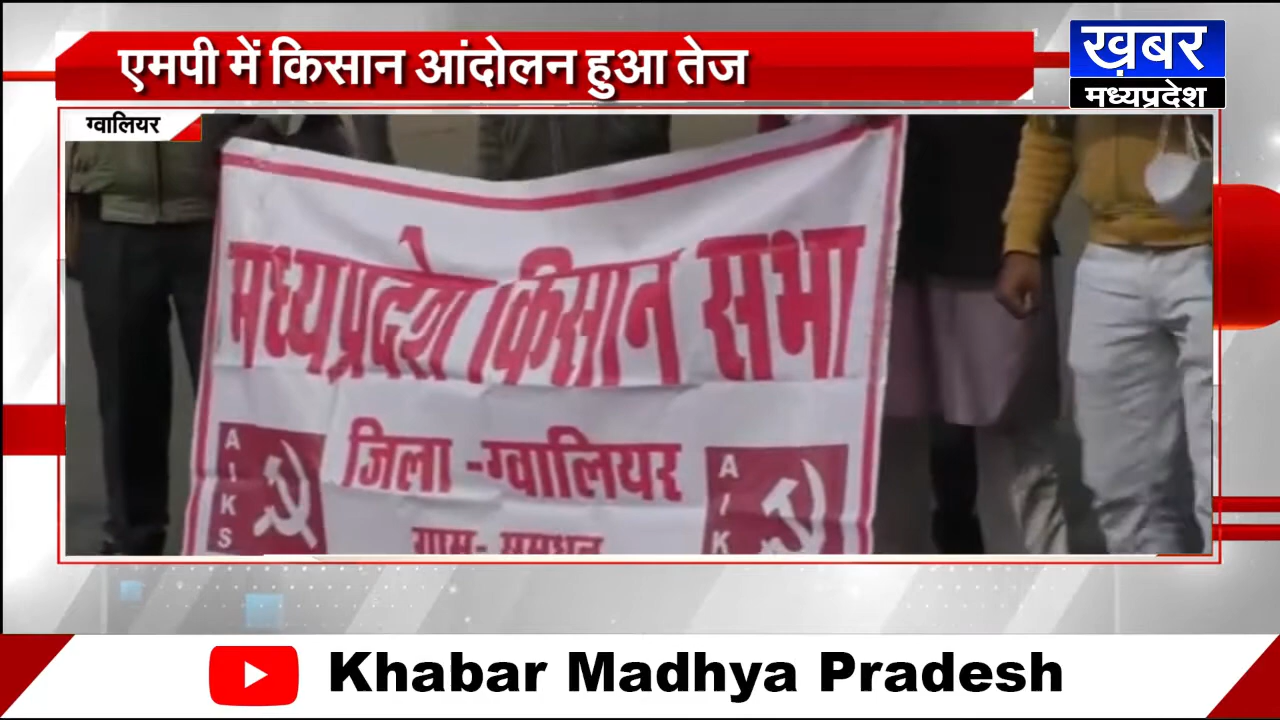 एमपी में किसान आंदोलन हुआ तेज
ख़बर
मध्यप्रदेश
ग्वालियर
मध्यप्रदेश किसान सभा
जिला - ग्वालियर
AIKS
AIK
ग्राम-
Khabar Madhya Pradesh